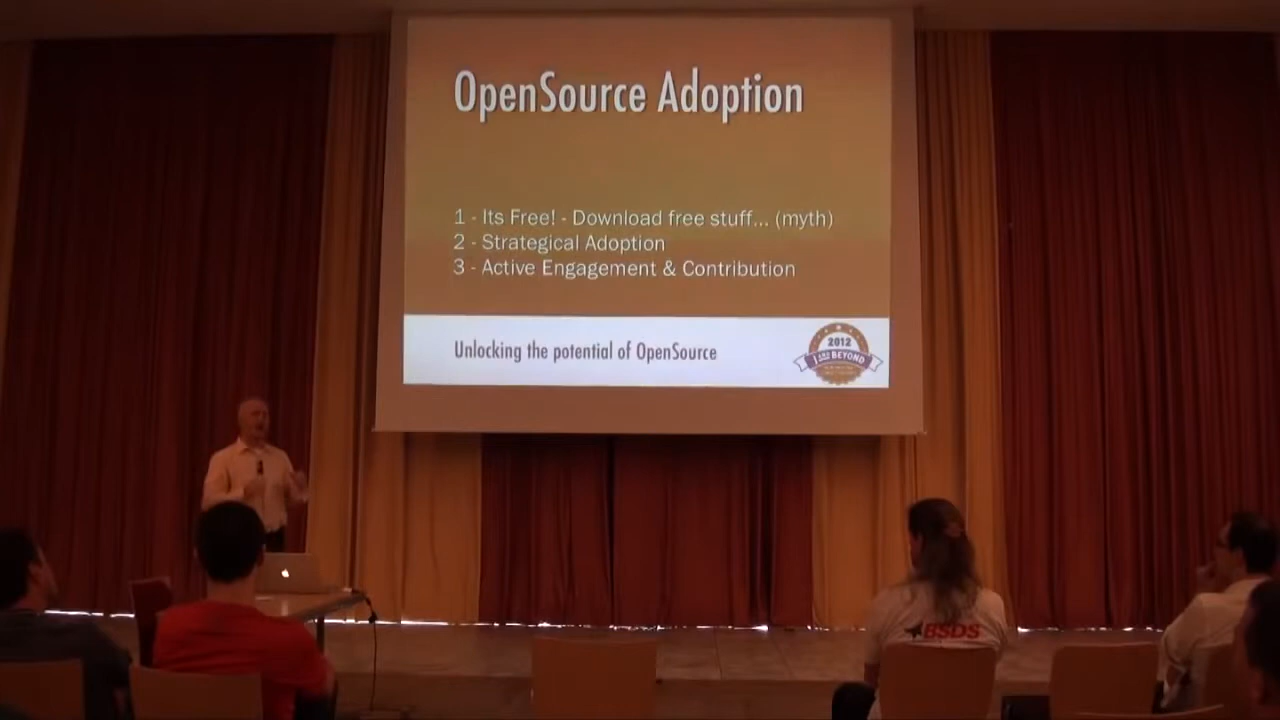 OpenSource Adoption
1 - Its Free! - Download free stuff... (myth)
2 - Strategical Adoption
3 - Active Engagement & Contribution
Unlocking the potential of OpenSource
2012
J AND BEYOND
BSDS